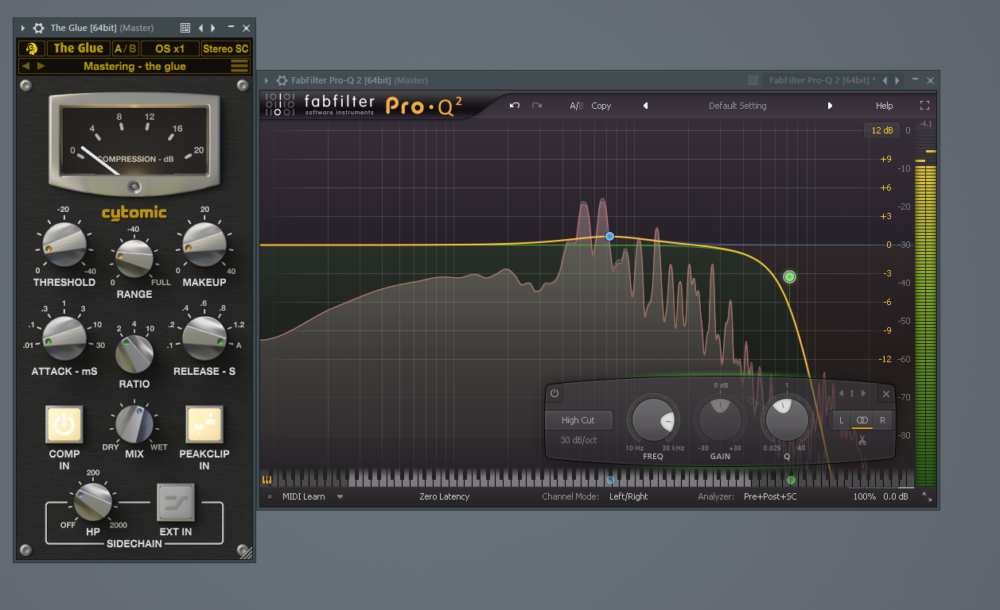 The Glue [64bit] (Master)
The Glue A/B OS x1 Stereo SC
Mastering - the glue
0 4 8 12 16 20
COMPRESSION - dB
cytomic
-20
0 -40
THRESHOLD
-40
0 FULL
RANGE
20
0 40
MAKEUP
.01 .1 .3 1 3 10 30
ATTACK - mS
2 4 10
RATIO
.1 .2 .4 .6 .8 1.2 A
RELEASE - S
COMP
IN
DRY WET
MIX
PEAKCLIP
IN
200
OFF 2000
HP
EXT IN
SIDECHAIN
FabFilter Pro-Q 2 [64bit] (Master)
FabFilter Pro-Q 2 [64bit] *
fabfilter
software instruments
Pro·Q²
A/B Copy Default Setting Help
12 dB 0 -4.1
+9 -10
+6 -20
+3
0 -30
-3 -40
-6 -50
-9
-12 -60
-70
-80
High Cut
30 dB/oct
10 Hz 30 kHz
FREQ
0 dB
-30 +30
GAIN
1
0.025 40
Q
1
L R
MIDI Learn Zero Latency Channel Mode: Left/Right Analyzer: Pre+Post+SC 100% 0.0 dB